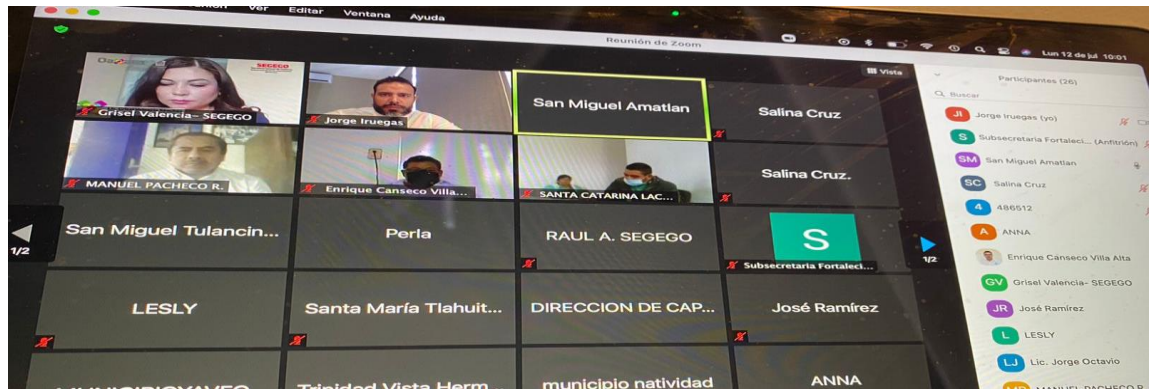 Ver Editar Ventana Ayuda
Reunión de Zoom
Lun 12 de jul 10:01
Vista
SEGEGO
Grisel Valencia- SEGEGO
Jorge Iruegas
San Miguel Amatlan
Salina Cruz
MANUEL PACHECO R.
Enrique Canseco Villa...
SANTA CATARINA LAC...
Salina Cruz.
San Miguel Tulancin...
Perla
RAUL A. SEGEGO
S
Subsecretaria Fortaleci...
1/2
1/2
LESLY
Santa María Tlahuit...
DIRECCION DE CAP...
José Ramírez
Trinidad Vista Herm...
municipio natividad
ANNA
Participantes (26)
Buscar
JI Jorge Iruegas (yo)
S Subsecretaria Fortaleci... (Anfitrión)
SM San Miguel Amatlan
SC Salina Cruz
4 486512
A ANNA
Enrique Canseco Villa Alta
GV Grisel Valencia- SEGEGO
JR José Ramírez
L LESLY
LJ Lic. Jorge Octavio
MANUEL PACHECO R